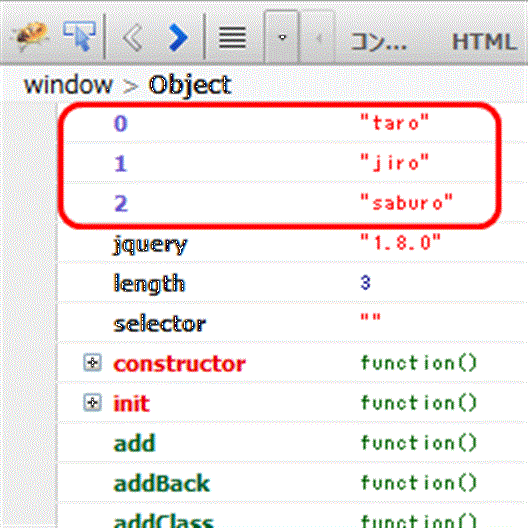 コン... HTML
window > Object
0 "taro"
1 "jiro"
2 "saburo"
jquery "1.8.0"
length 3
selector ""
constructor function()
init function()
add function()
addBack function()
addClass function()